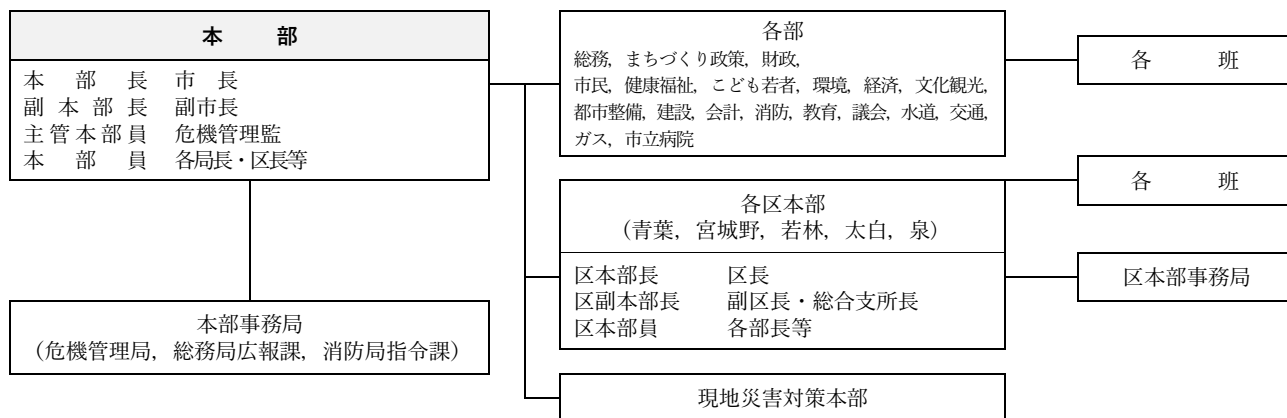 本　　部
本部長　市長
副本部長　副市長
主管本部員　危機管理監
本部員　各局長・区長等
本部事務局
（危機管理局，総務局広報課，消防局指令課）
各部
総務，まちづくり政策，財政，
市民，健康福祉，こども若者，環境，経済，文化観光，
都市整備，建設，会計，消防，教育，議会，水道，交通，
ガス，市立病院
各　　班
各区本部
（青葉，宮城野，若林，太白，泉）
区本部長　区長
区副本部長　副区長・総合支所長
区本部員　各部長等
各　　班
区本部事務局
現地災害対策本部